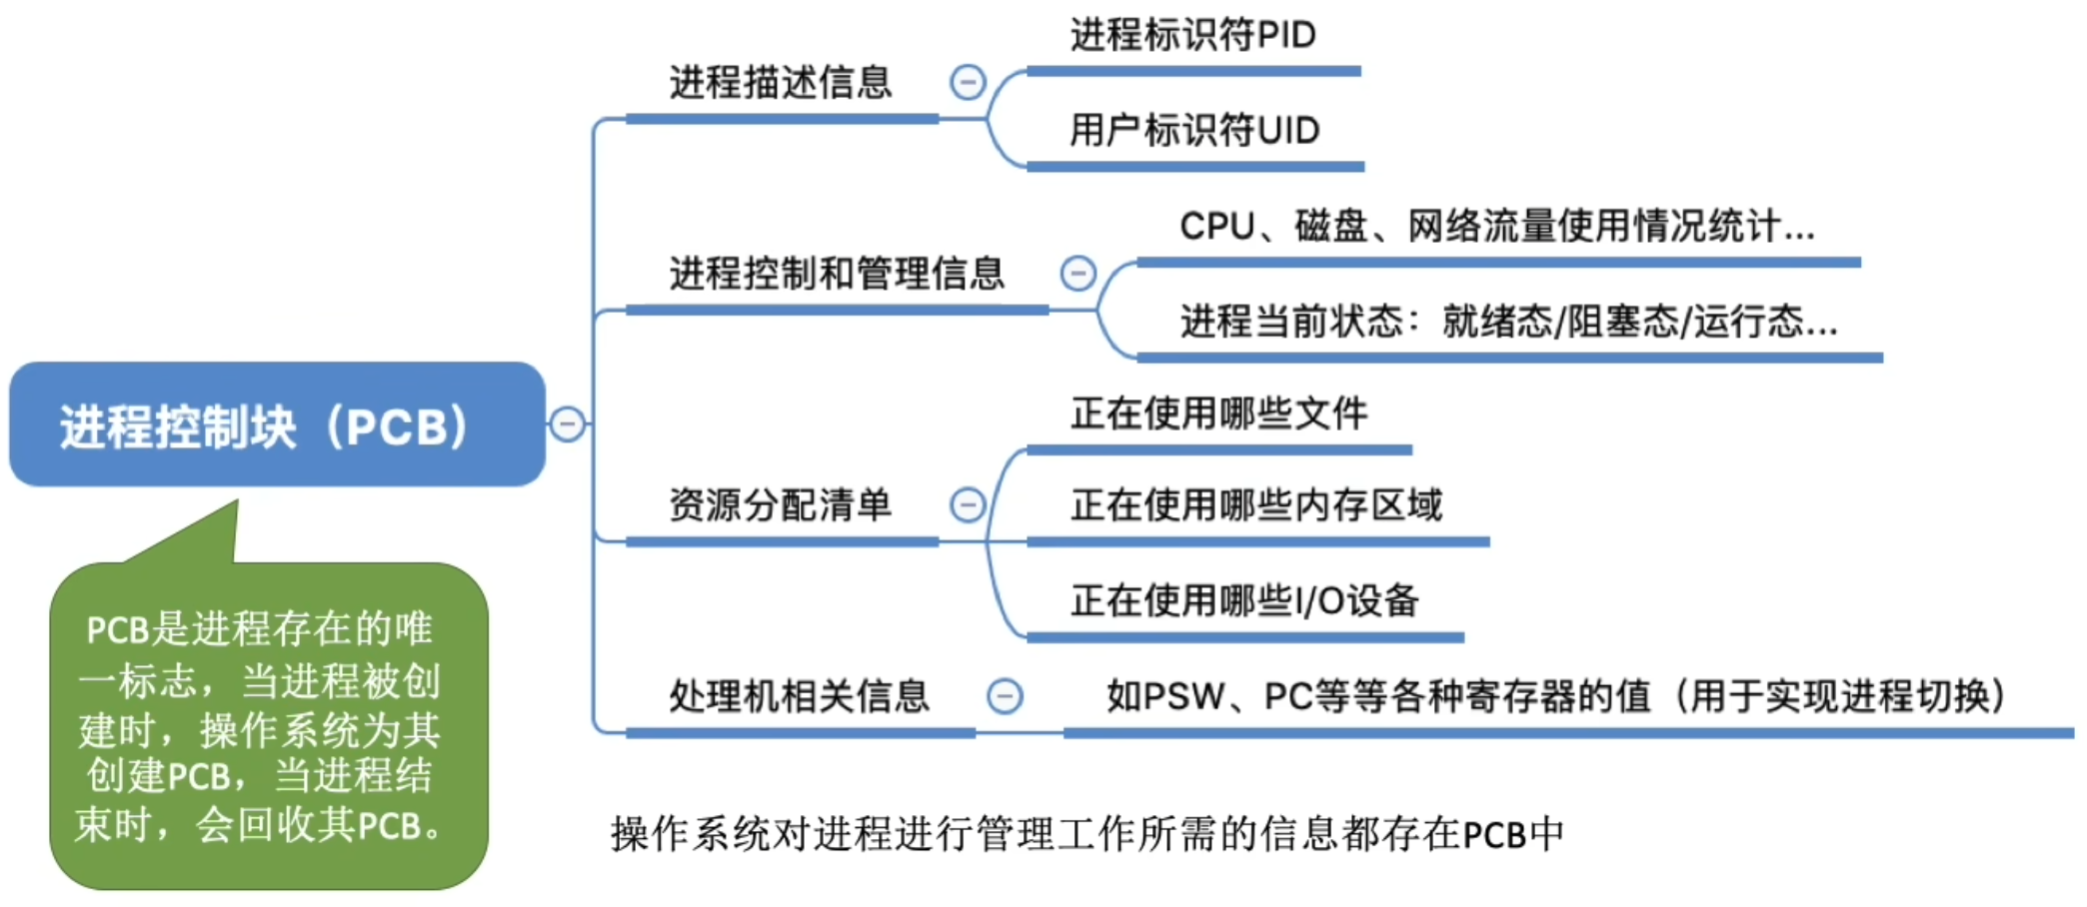 进程控制块（PCB）
PCB是进程存在的唯
一标志，当进程被创
建时，操作系统为其
创建PCB，当进程结
束时，会回收其PCB。
进程描述信息
进程标识符PID
用户标识符UID
进程控制和管理信息
CPU、磁盘、网络流量使用情况统计...
进程当前状态：就绪态/阻塞态/运行态...
资源分配清单
正在使用哪些文件
正在使用哪些内存区域
正在使用哪些I/O设备
处理机相关信息
如PSW、PC等等各种寄存器的值（用于实现进程切换）
操作系统对进程进行管理工作所需的信息都存在PCB中